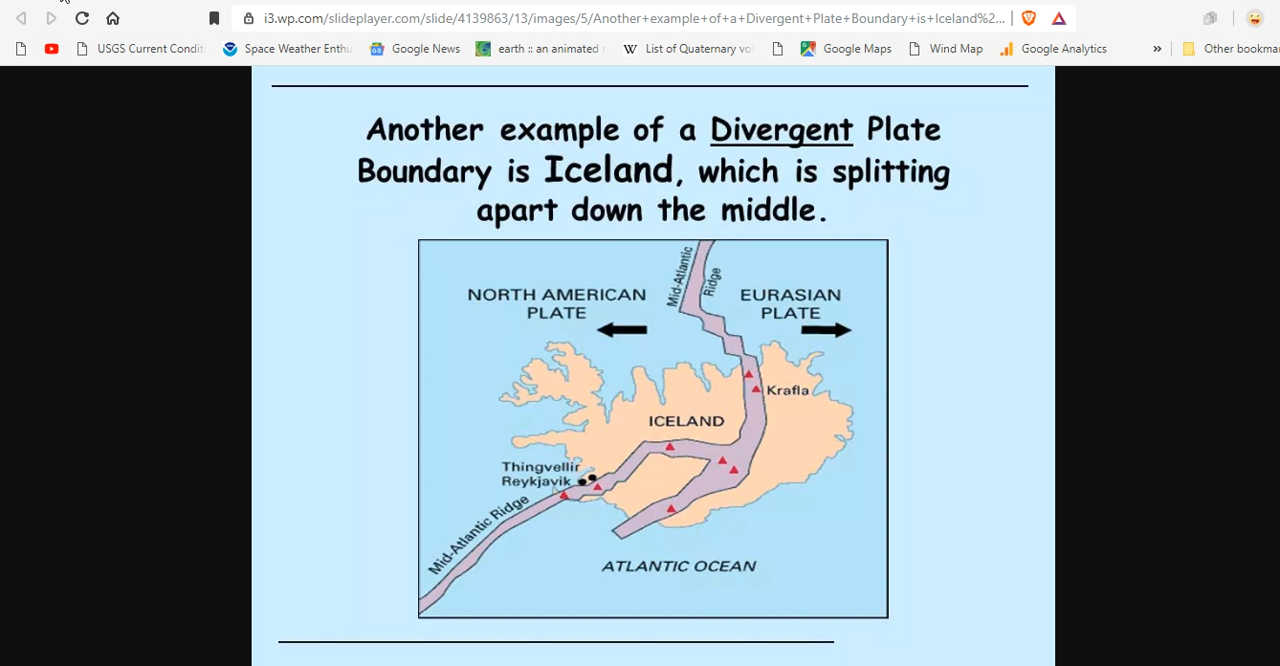 i3.wp.com/slideplayer.com/slide/4139863/13/images/5/Another+example+of+a+Divergent+Plate+Boundary+is+Iceland%2...
USGS Current Condit Space Weather Enthu Google News earth :: an animated List of Quaternary vo Google Maps Wind Map Google Analytics » Other bookma
Another example of a Divergent Plate
Boundary is Iceland, which is splitting
apart down the middle.
Mid-Atlantic
Ridge
NORTH AMERICAN
PLATE
EURASIAN
PLATE
Krafla
ICELAND
Thingvellir
Reykjavik
Mid-Atlantic Ridge
ATLANTIC OCEAN